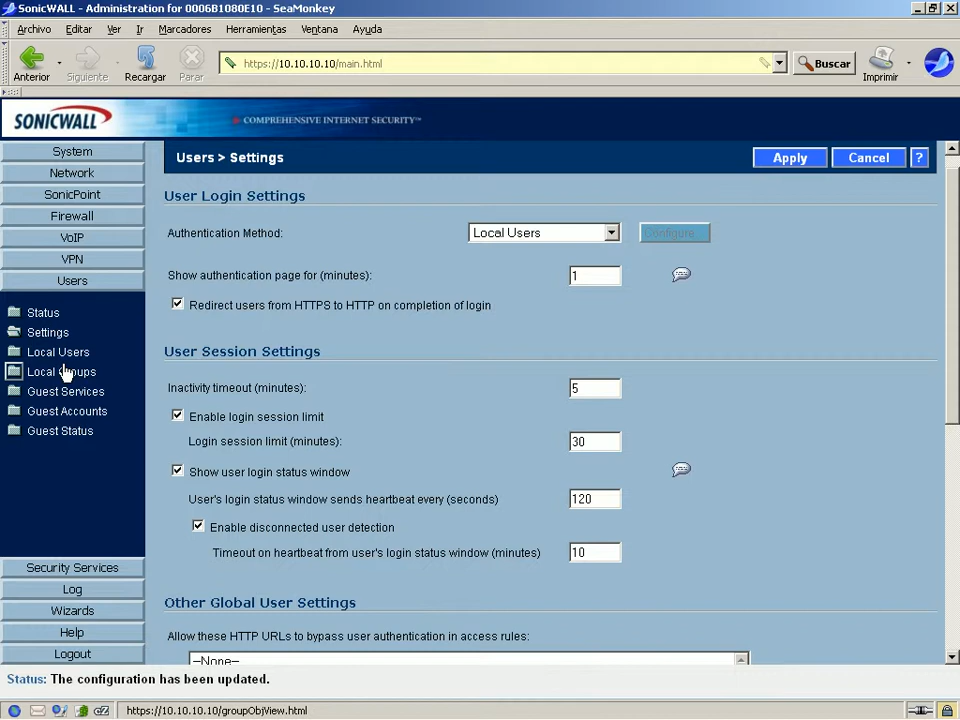 SonicWALL - Administration for 0006B1080E10 - SeaMonkey
Archivo Editar Ver Ir Marcadores Herramientas Ventana Ayuda
Anterior Siguiente Recargar Parar https://10.10.10.10/main.html Buscar Imprimir
SONICWALL COMPREHENSIVE INTERNET SECURITY™
System
Network
SonicPoint
Firewall
VoIP
VPN
Users
Status
Settings
Local Users
Local Groups
Guest Services
Guest Accounts
Guest Status
Security Services
Log
Wizards
Help
Logout
Users > Settings Apply Cancel ?
User Login Settings
Authentication Method: Local Users Configure...
Show authentication page for (minutes): 1
Redirect users from HTTPS to HTTP on completion of login
User Session Settings
Inactivity timeout (minutes): 5
Enable login session limit
Login session limit (minutes): 30
Show user login status window
User's login status window sends heartbeat every (seconds) 120
Enable disconnected user detection
Timeout on heartbeat from user's login status window (minutes) 10
Other Global User Settings
Allow these HTTP URLs to bypass user authentication in access rules:
--None--
Status: The configuration has been updated.
https://10.10.10.10/groupObjView.html